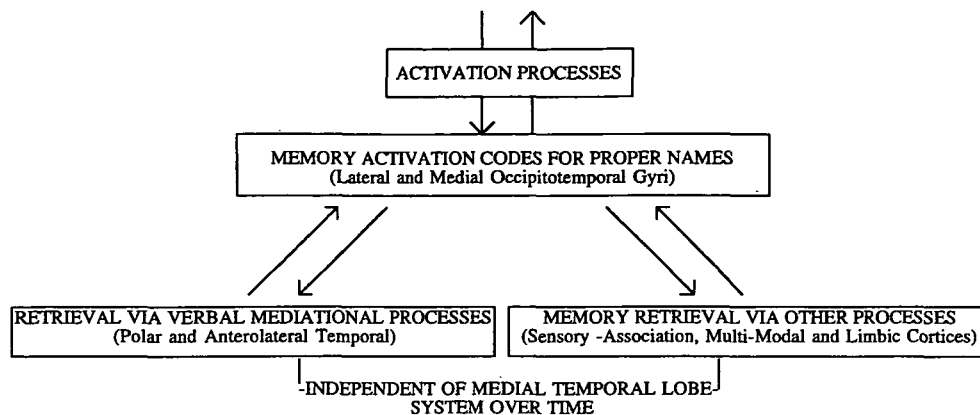 ACTIVATION PROCESSES
MEMORY ACTIVATION CODES FOR PROPER NAMES
(Lateral and Medial Occipitotemporal Gyri)
RETRIEVAL VIA VERBAL MEDIATIONAL PROCESSES
(Polar and Anterolateral Temporal)
MEMORY RETRIEVAL VIA OTHER PROCESSES
(Sensory -Association, Multi-Modal and Limbic Cortices)
-INDEPENDENT OF MEDIAL TEMPORAL LOBE-
SYSTEM OVER TIME